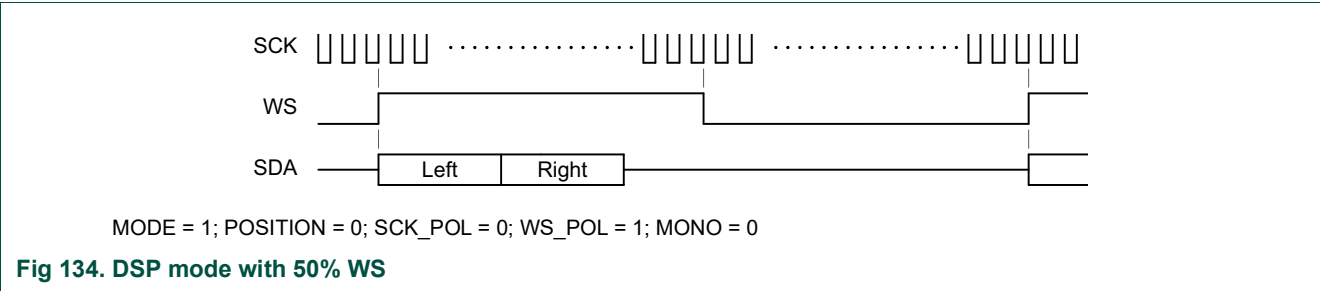 SCK
WS
SDA Left Right
MODE = 1; POSITION = 0; SCK_POL = 0; WS_POL = 1; MONO = 0
Fig 134. DSP mode with 50% WS